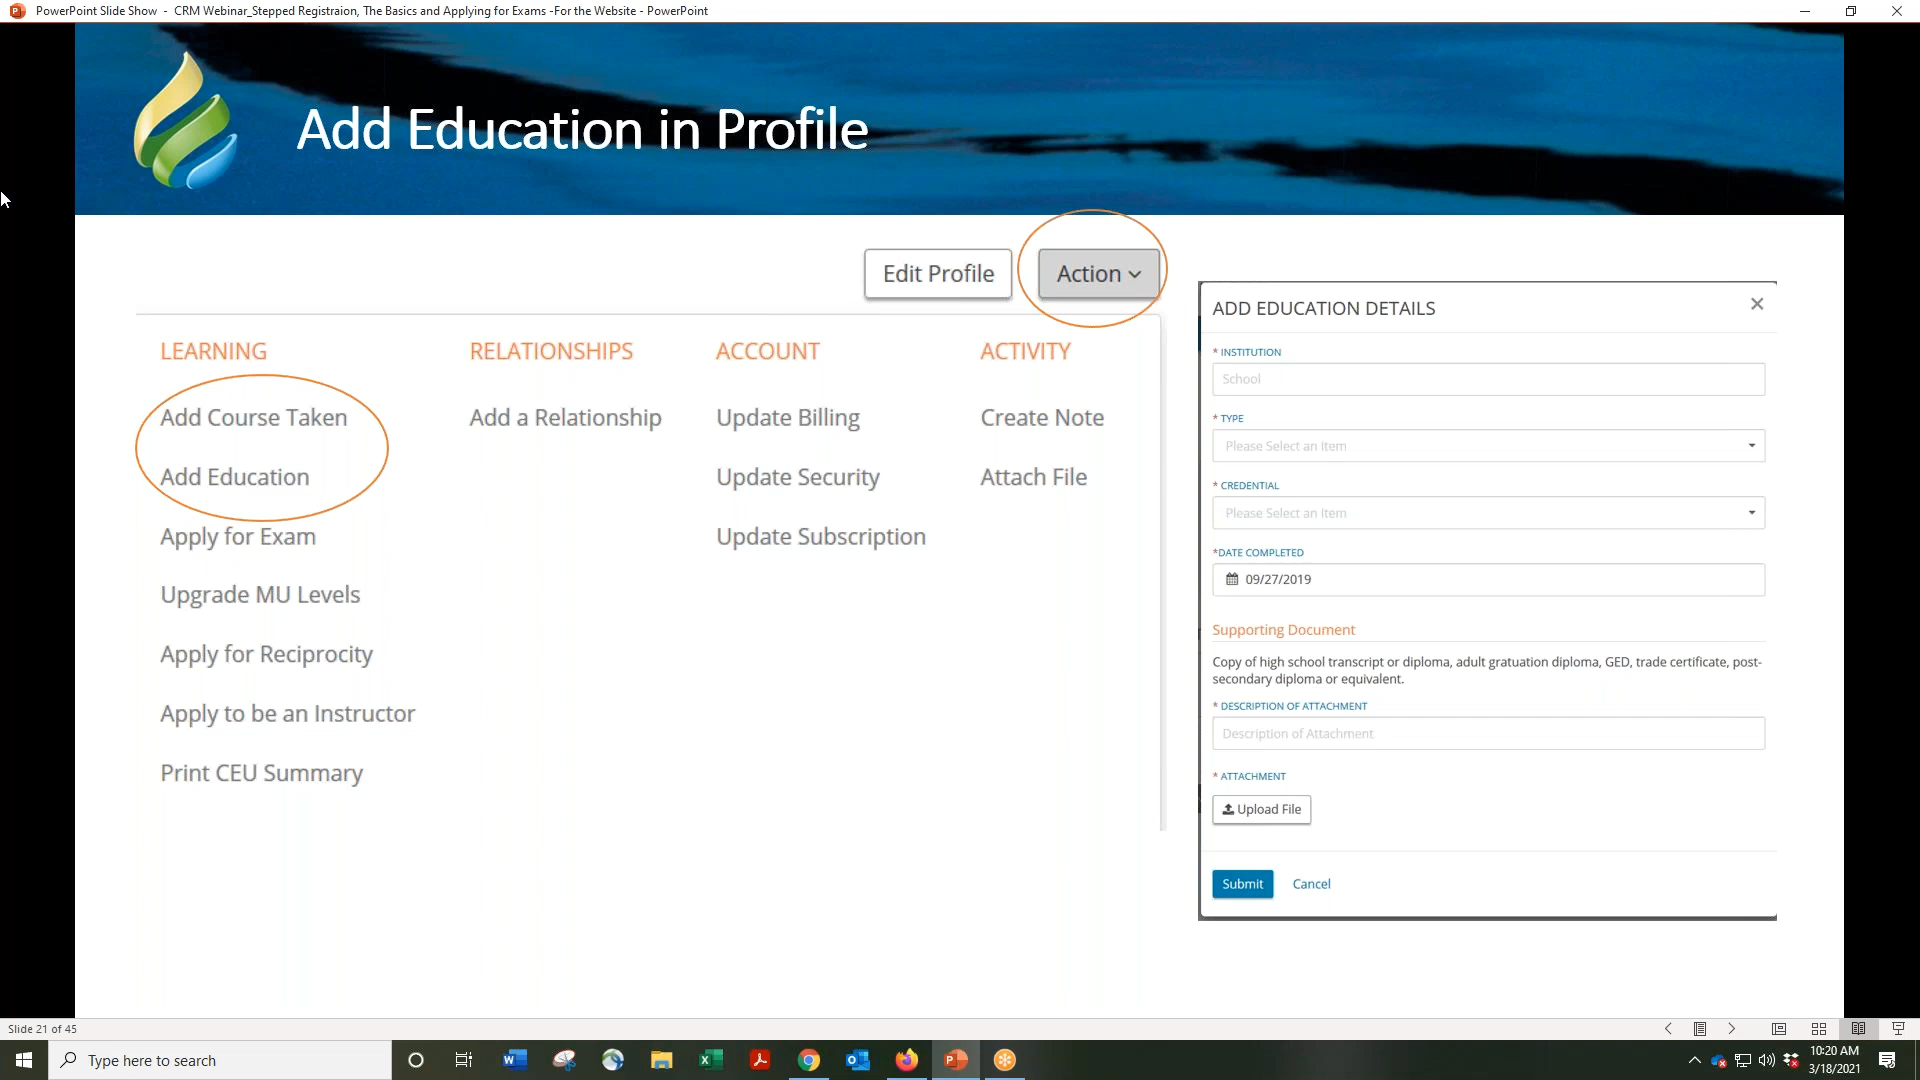 PowerPoint Slide Show - CRM Webinar_Stepped Registraion, The Basics and Applying for Exams -For the Website - PowerPoint
Add Education in Profile
Edit Profile
Action
LEARNING
Add Course Taken
Add Education
Apply for Exam
Upgrade MU Levels
Apply for Reciprocity
Apply to be an Instructor
Print CEU Summary
RELATIONSHIPS
Add a Relationship
ACCOUNT
Update Billing
Update Security
Update Subscription
ACTIVITY
Create Note
Attach File
ADD EDUCATION DETAILS
* INSTITUTION
School
* TYPE
Please Select an Item
* CREDENTIAL
Please Select an Item
*DATE COMPLETED
09/27/2019
Supporting Document
Copy of high school transcript or diploma, adult gratuation diploma, GED, trade certificate, post-
secondary diploma or equivalent.
* DESCRIPTION OF ATTACHMENT
Description of Attachment
* ATTACHMENT
Upload File
Submit Cancel
Slide 21 of 45
Type here to search
10:20 AM
3/18/2021